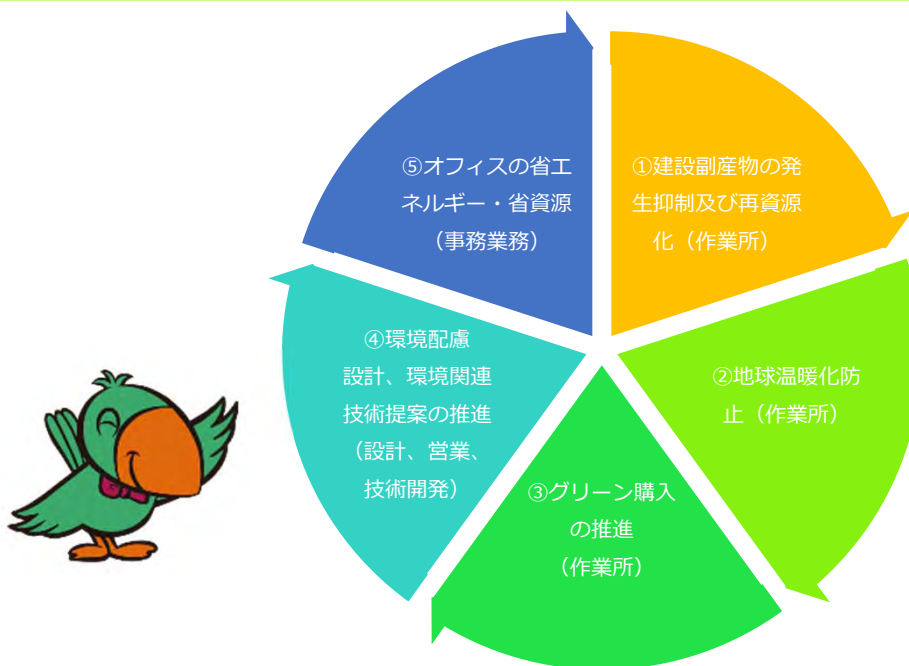 ①建設副産物の発
生抑制及び再資源
化（作業所）
②地球温暖化防
止（作業所）
③グリーン購入
の推進
（作業所）
④環境配慮
設計、環境関連
技術提案の推進
（設計、営業、
技術開発）
⑤オフィスの省エ
ネルギー・省資源
（事務業務）